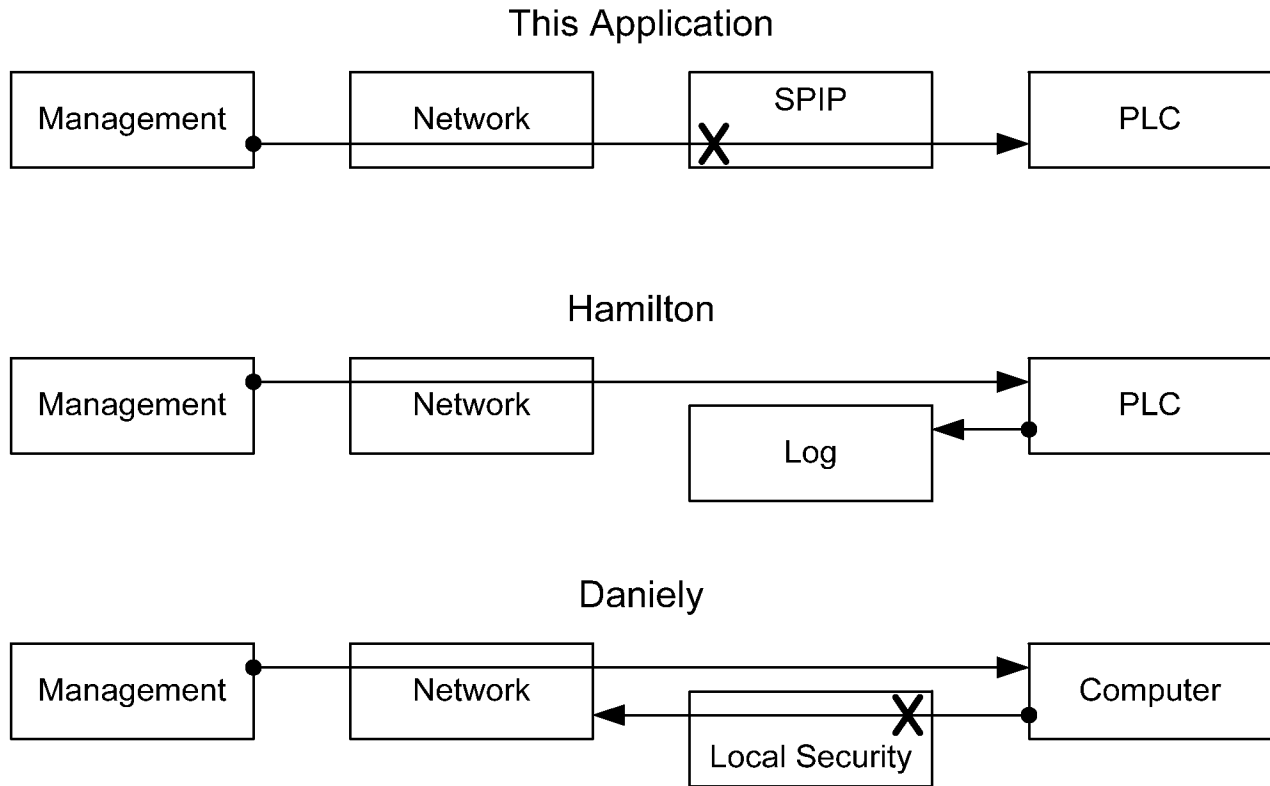 This Application
Management Network SPIP PLC
Hamilton
Management Network PLC
Log
Daniely
Management Network Computer
Local Security